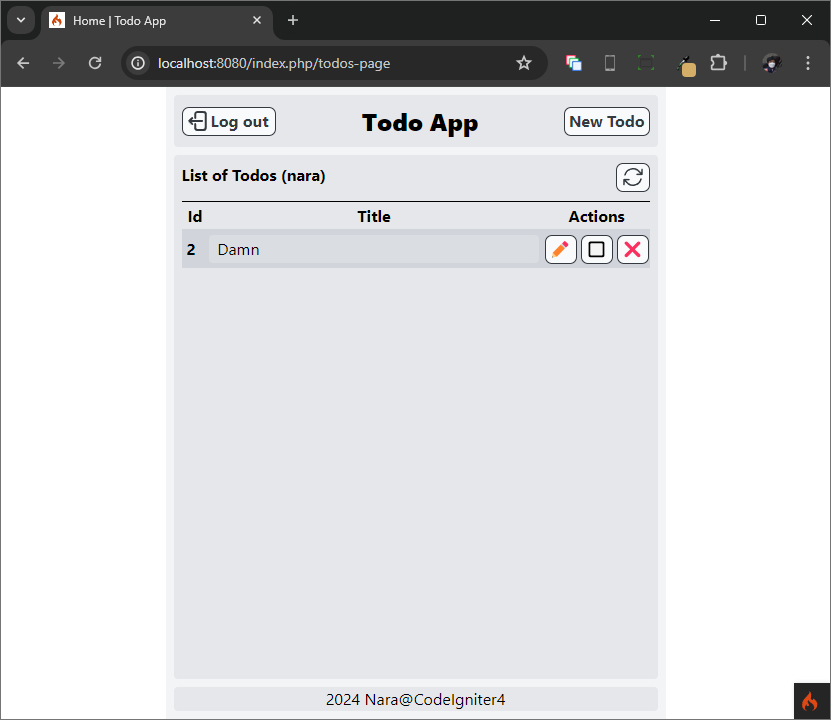 Home | Todo App
localhost:8080/index.php/todos-page
Log out
Todo App
New Todo
List of Todos (nara)
Id Title Actions
2 Damn
2024 Nara@CodeIgniter4